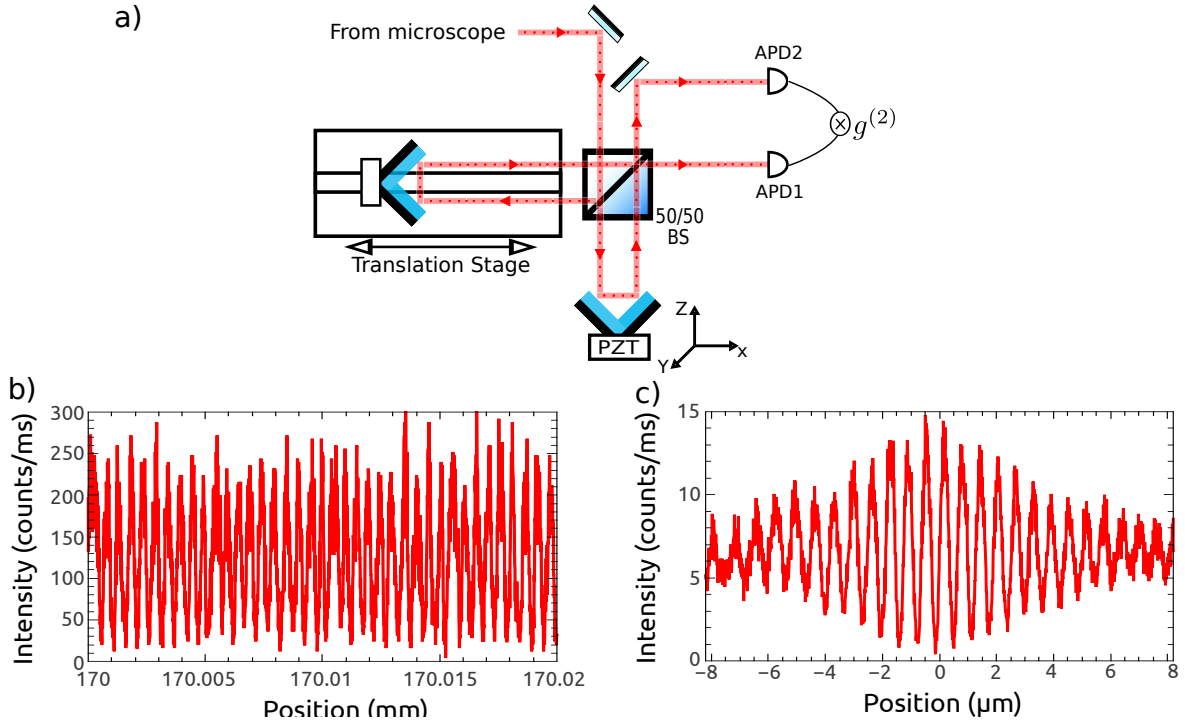 a)
From microscope
APD2
g(2)
APD1
50/50
BS
Translation Stage
PZT
Z
Y
x
b)
Intensity (counts/ms)
300
250
200
150
100
50
0
170
170.005
170.01
170.015
170.02
Position (mm)
c)
Intensity (counts/ms)
15
10
5
0
−8
−6
−4
−2
0
2
4
6
8
Position (μm)